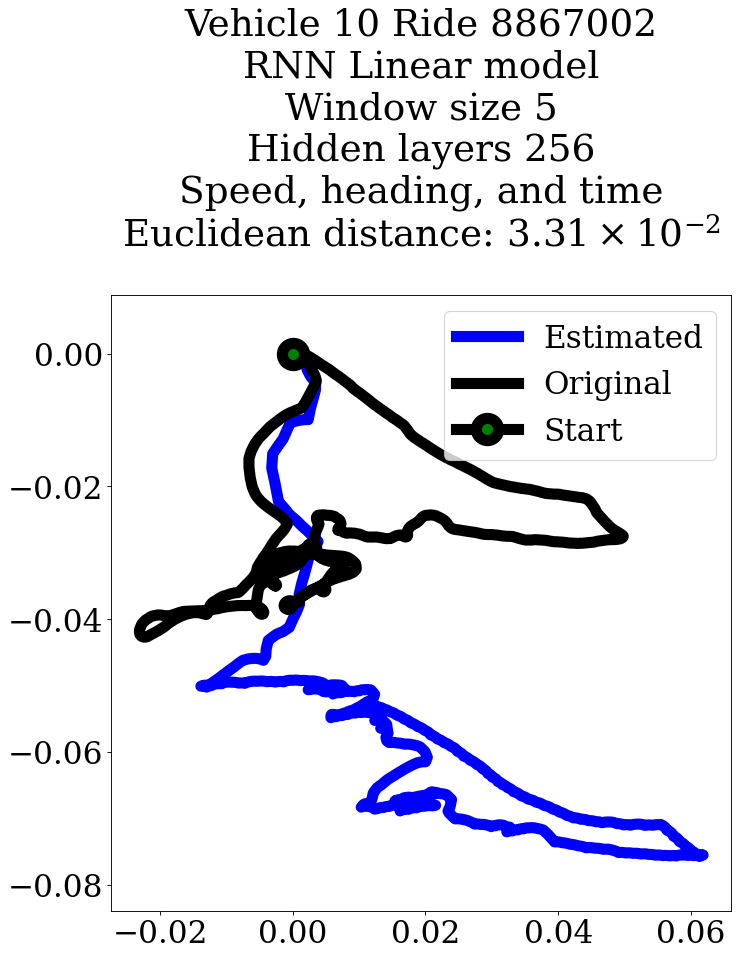 Vehicle 10 Ride 8867002
RNN Linear model
Window size 5
Hidden layers 256
Speed, heading, and time
Euclidean distance: 3.31 × 10⁻²
Estimated
Original
Start
0.00
−0.02
−0.04
−0.06
−0.08
−0.02 0.00 0.02 0.04 0.06